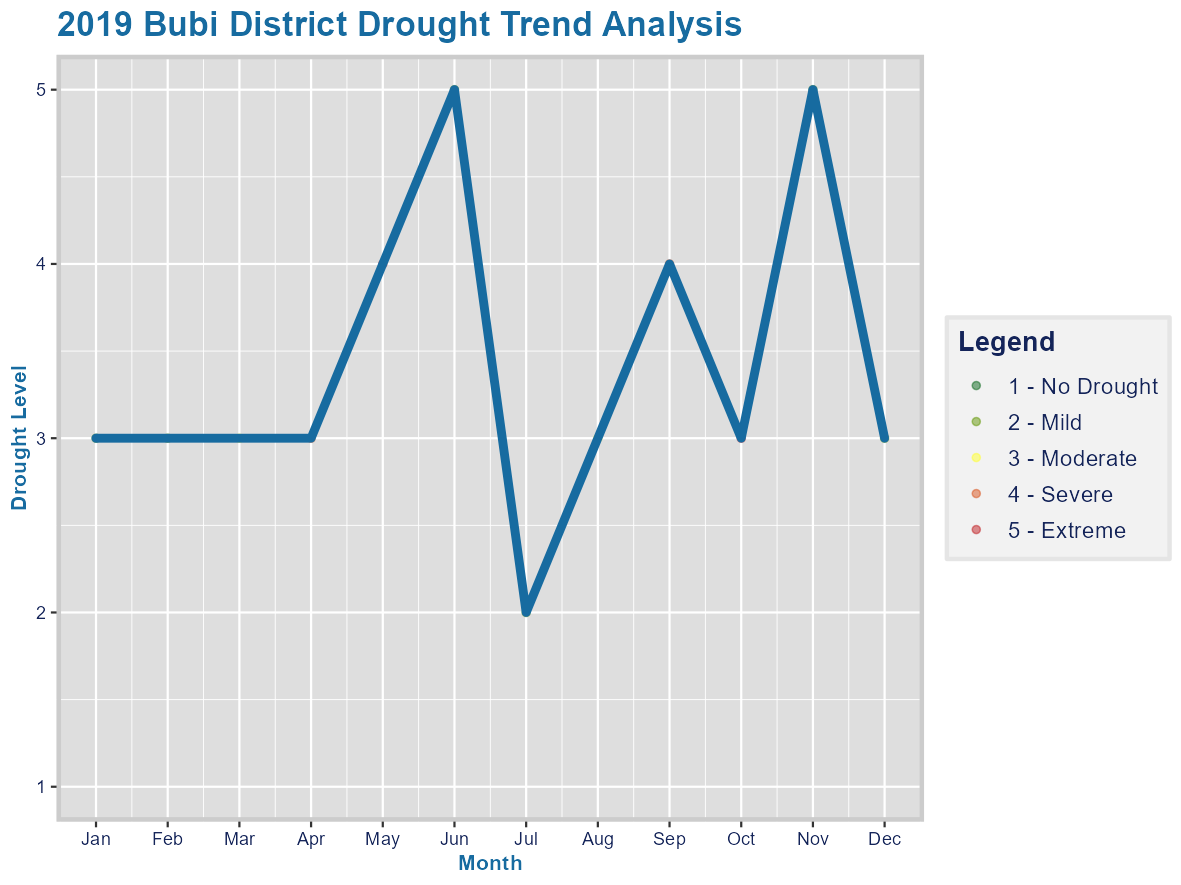 2019 Bubi District Drought Trend Analysis
5
4
3
2
1
Drought Level
Jan Feb Mar Apr May Jun Jul Aug Sep Oct Nov Dec
Month
Legend
1 - No Drought
2 - Mild
3 - Moderate
4 - Severe
5 - Extreme